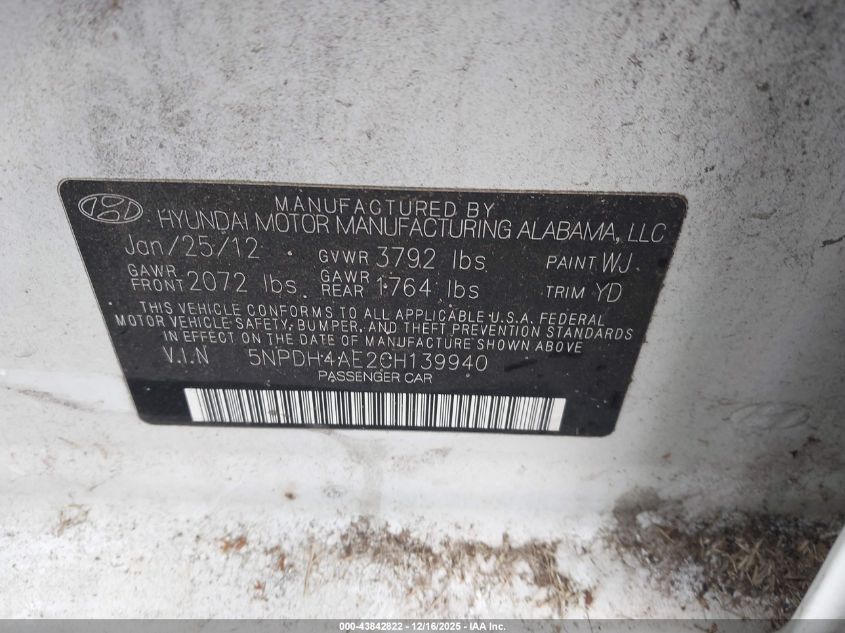 MANUFACTURED BY
HYUNDAI MOTOR MANUFACTURING ALABAMA, LLC
Jan/25/12 GVWR 3792 lbs PAINT WJ
GAWR FRONT 2072 lbs GAWR REAR 1764 lbs TRIM YD
THIS VEHICLE CONFORMS TO ALL APPLICABLE U.S.A. FEDERAL
MOTOR VEHICLE SAFETY, BUMPER, AND THEFT PREVENTION STANDARDS
IN EFFECT ON THE DATE OF MANUFACTURE SHOWN ABOVE
V.I.N 5NPDH4AE2CH139940
PASSENGER CAR
000-43842822 - 12/16/2025 - IAA Inc.